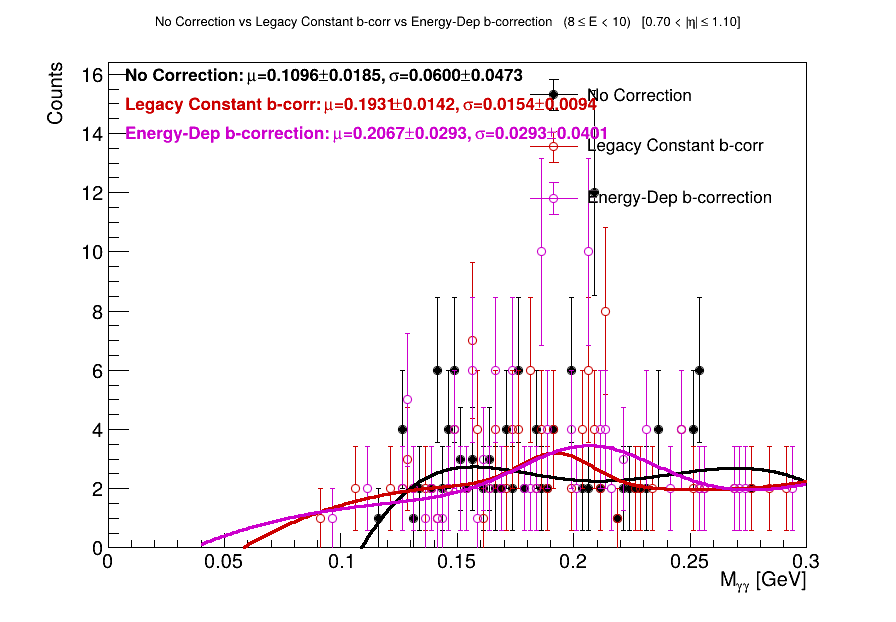 No Correction vs Legacy Constant b-corr vs Energy-Dep b-correction (8 ≤ E < 10) [0.70 < |η| ≤ 1.10]
Counts
16
14
12
10
8
6
4
2
0
No Correction: μ=0.1096±0.0185, σ=0.0600±0.0473
Legacy Constant b-corr: μ=0.1931±0.0142, σ=0.0154±0.0094
Energy-Dep b-correction: μ=0.2067±0.0293, σ=0.0293±0.0401
No Correction
Legacy Constant b-corr
Energy-Dep b-correction
0 0.05 0.1 0.15 0.2 0.25 0.3
M_γγ [GeV]